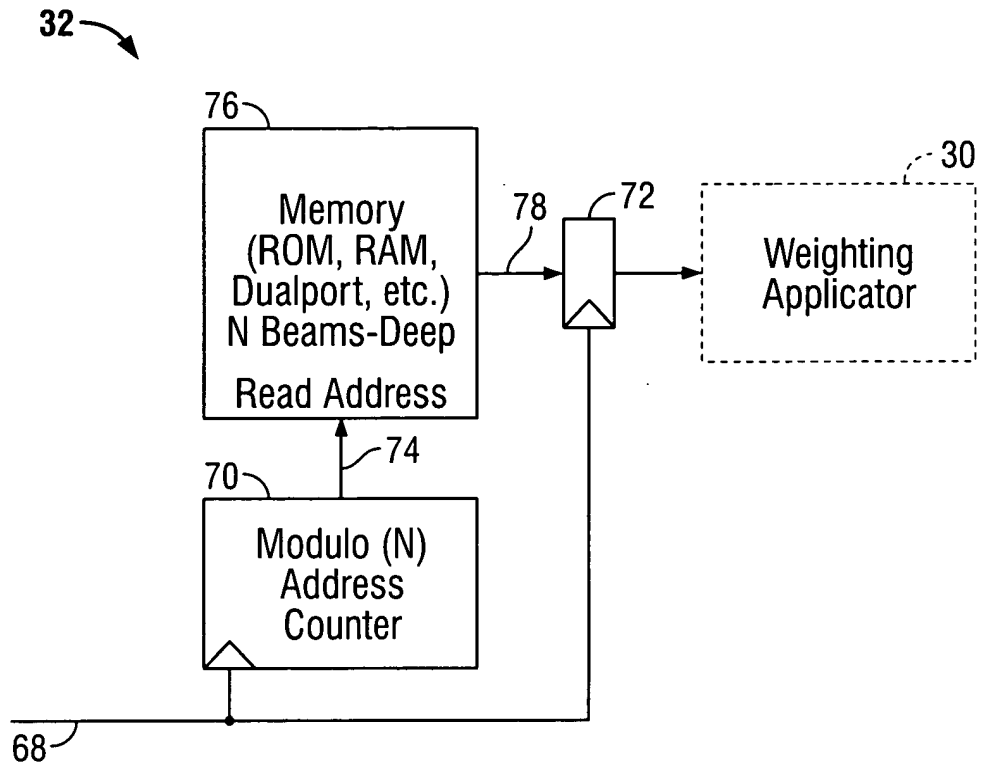 32
76
Memory
(ROM, RAM,
Dualport, etc.)
N Beams-Deep
Read Address
78
72
30
Weighting
Applicator
74
70
Modulo (N)
Address
Counter
68